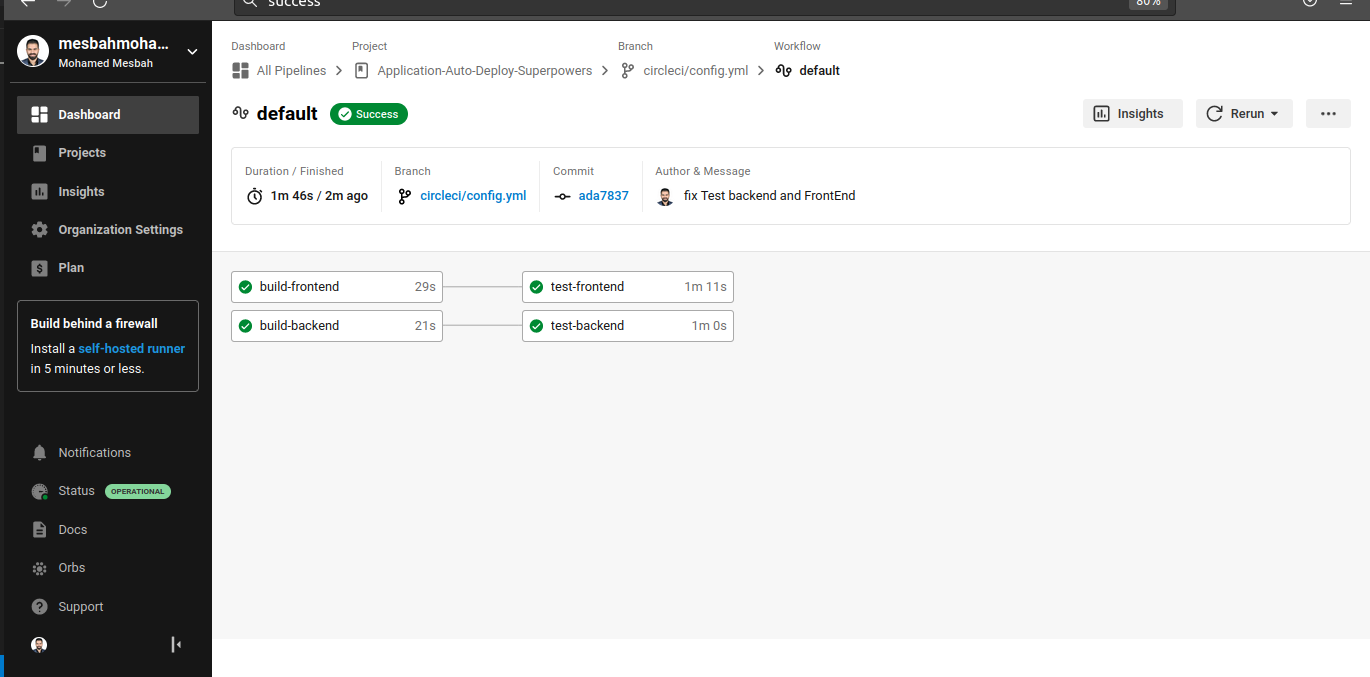 success
80%
mesbahmoha...
Mohamed Mesbah
Dashboard
Projects
Insights
Organization Settings
Plan
Build behind a firewall
Install a self-hosted runner
in 5 minutes or less.
Notifications
Status OPERATIONAL
Docs
Orbs
Support
Dashboard Project Branch Workflow
All Pipelines Application-Auto-Deploy-Superpowers circleci/config.yml default
default Success
Insights Rerun
Duration / Finished Branch Commit Author & Message
1m 46s / 2m ago circleci/config.yml ada7837 fix Test backend and FrontEnd
build-frontend 29s test-frontend 1m 11s
build-backend 21s test-backend 1m 0s